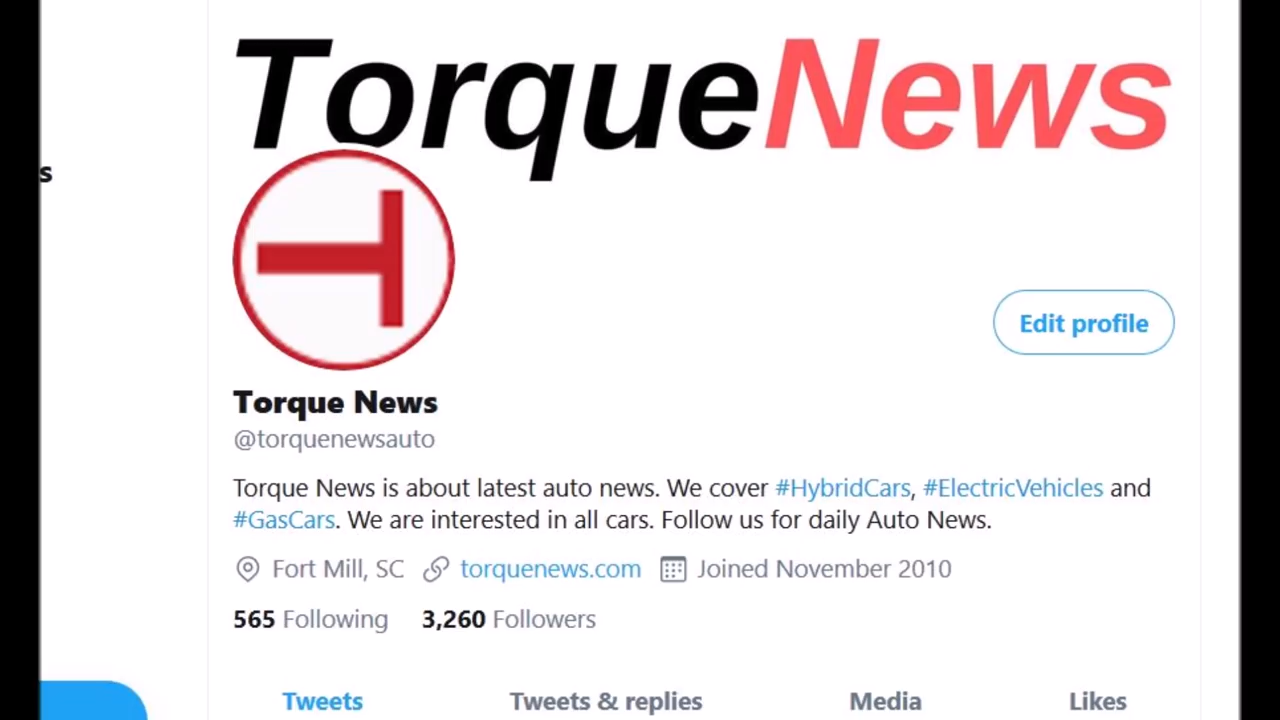 TorqueNews
s
T
Edit profile
Torque News
@torquenewsauto
Torque News is about latest auto news. We cover #HybridCars, #ElectricVehicles and
#GasCars. We are interested in all cars. Follow us for daily Auto News.
Fort Mill, SC torquenews.com Joined November 2010
565 Following 3,260 Followers
Tweets Tweets & replies Media Likes